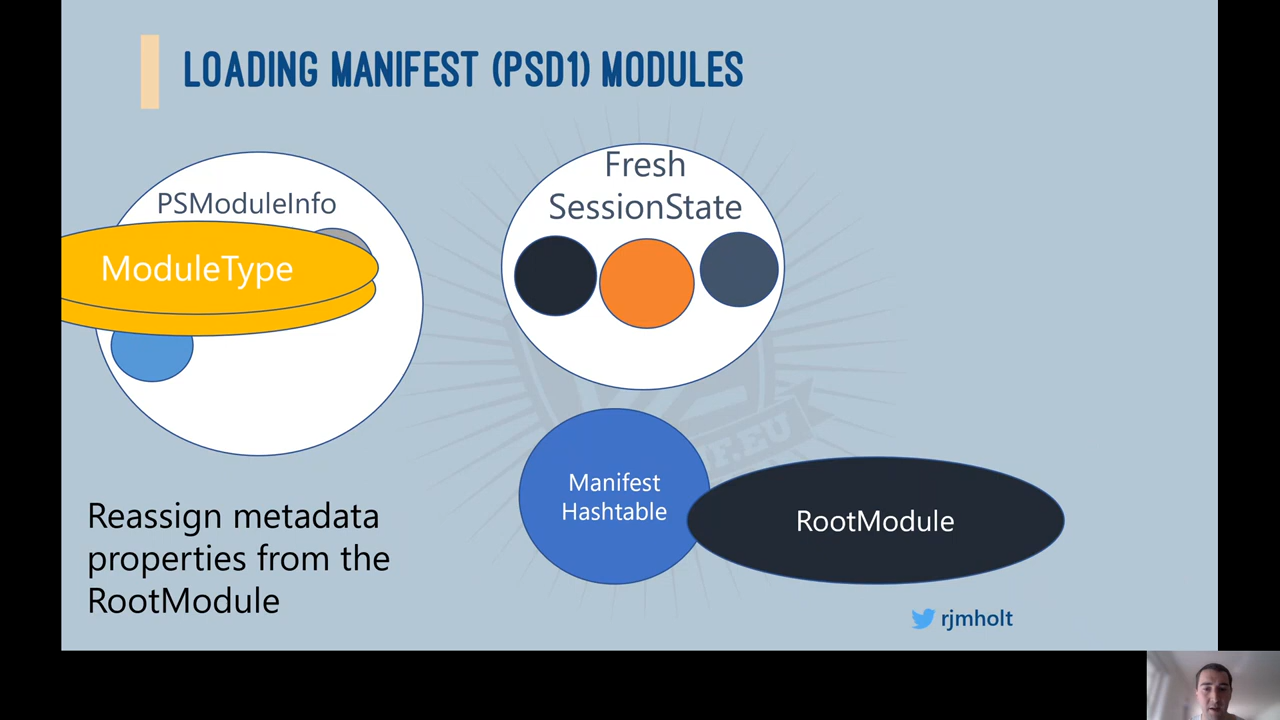 LOADING MANIFEST (PSD1) MODULES
PSModuleInfo
ModuleType
Fresh
SessionState
Manifest
Hashtable
RootModule
Reassign metadata
properties from the
RootModule
rjmholt